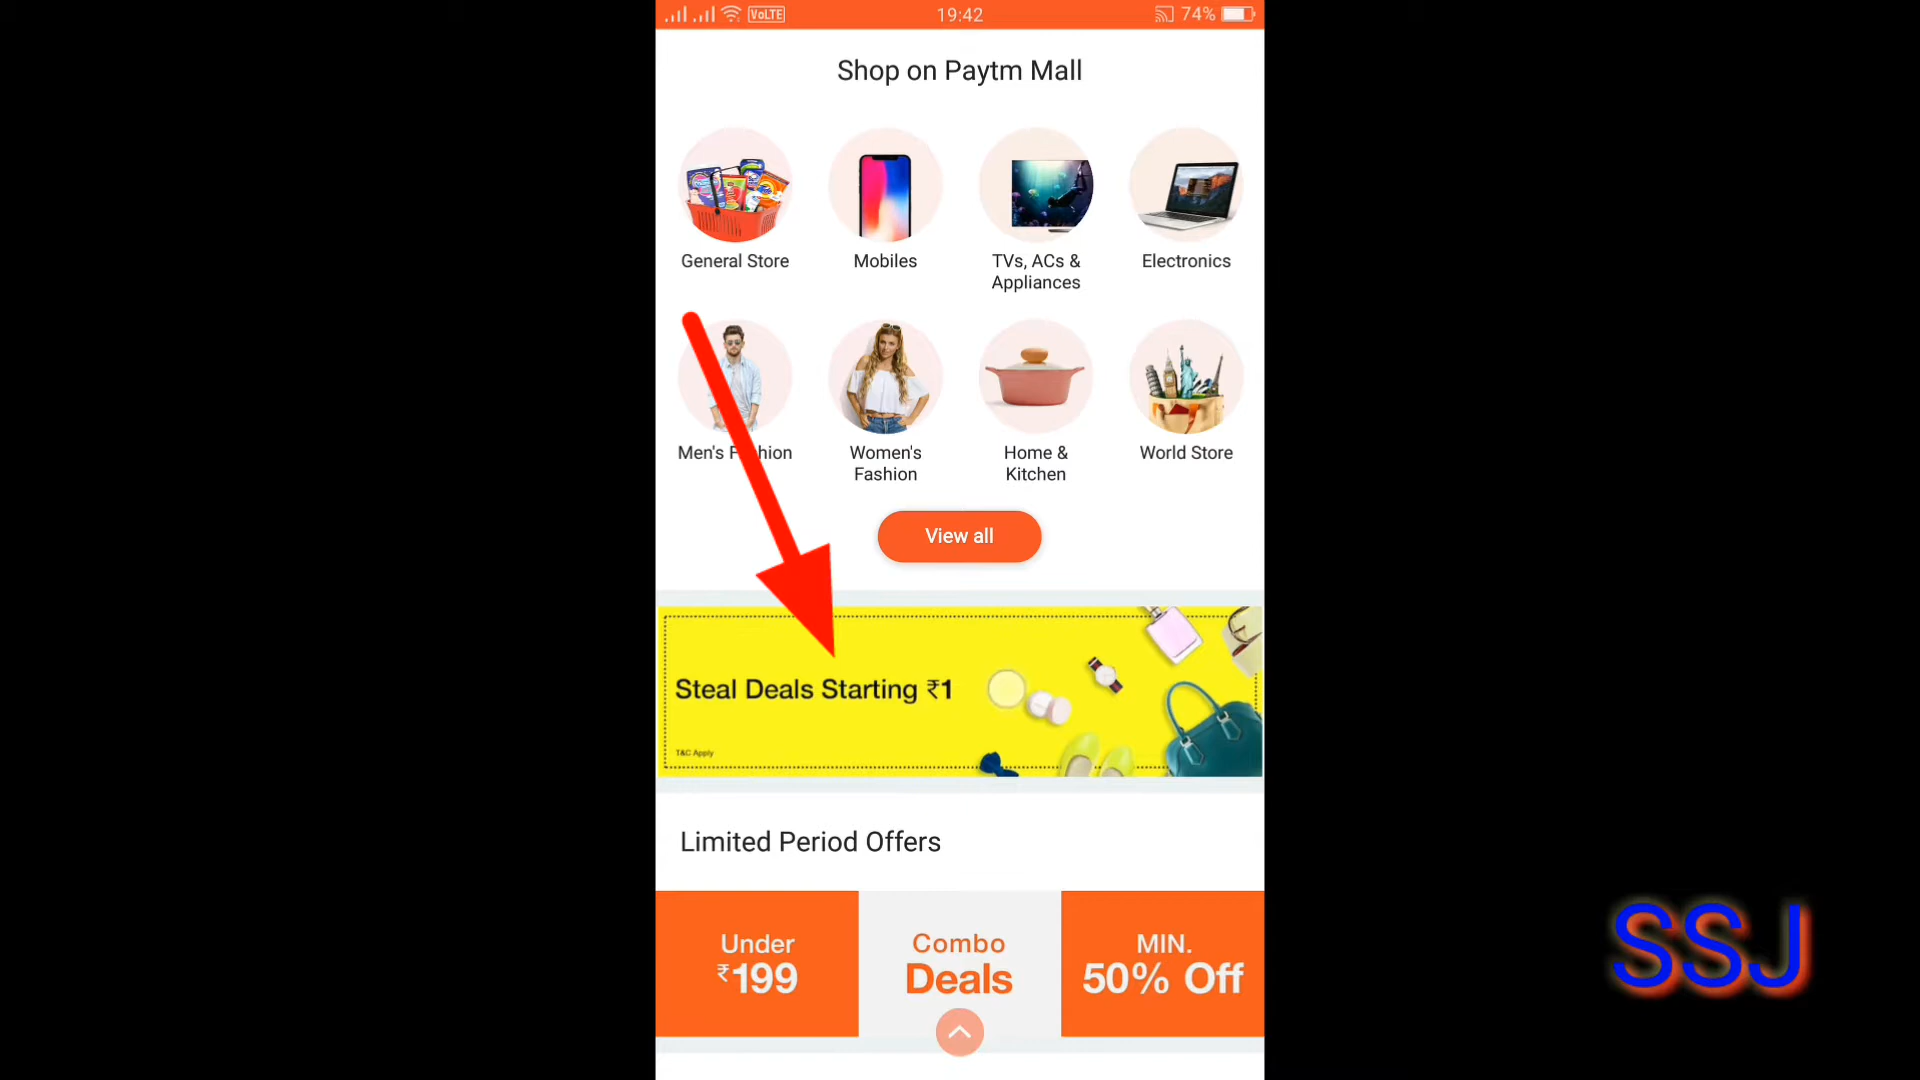 VoLTE 19:42 74%
Shop on Paytm Mall
General Store
Mobiles
TVs, ACs &
Appliances
Electronics
Men's F hion
Women's
Fashion
Home &
Kitchen
World Store
View all
Steal Deals Starting ₹1
T&C Apply
Limited Period Offers
Under
₹199
Combo
Deals
MIN.
50% Off
SSJ